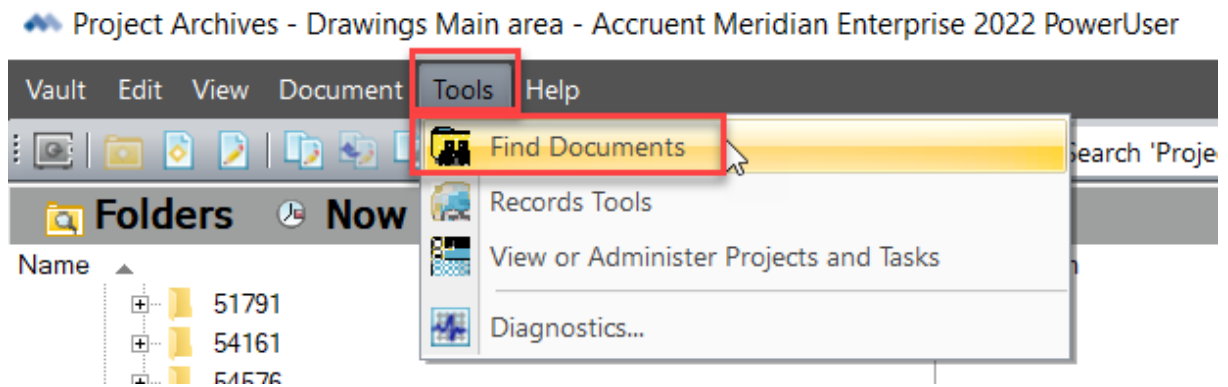 Project Archives - Drawings Main area - Accruent Meridian Enterprise 2022 PowerUser
Vault Edit View Document Tools Help
Find Documents
Search 'Proje
Folders Now
Records Tools
Name
View or Administer Projects and Tasks
51791
Diagnostics...
54161
54576